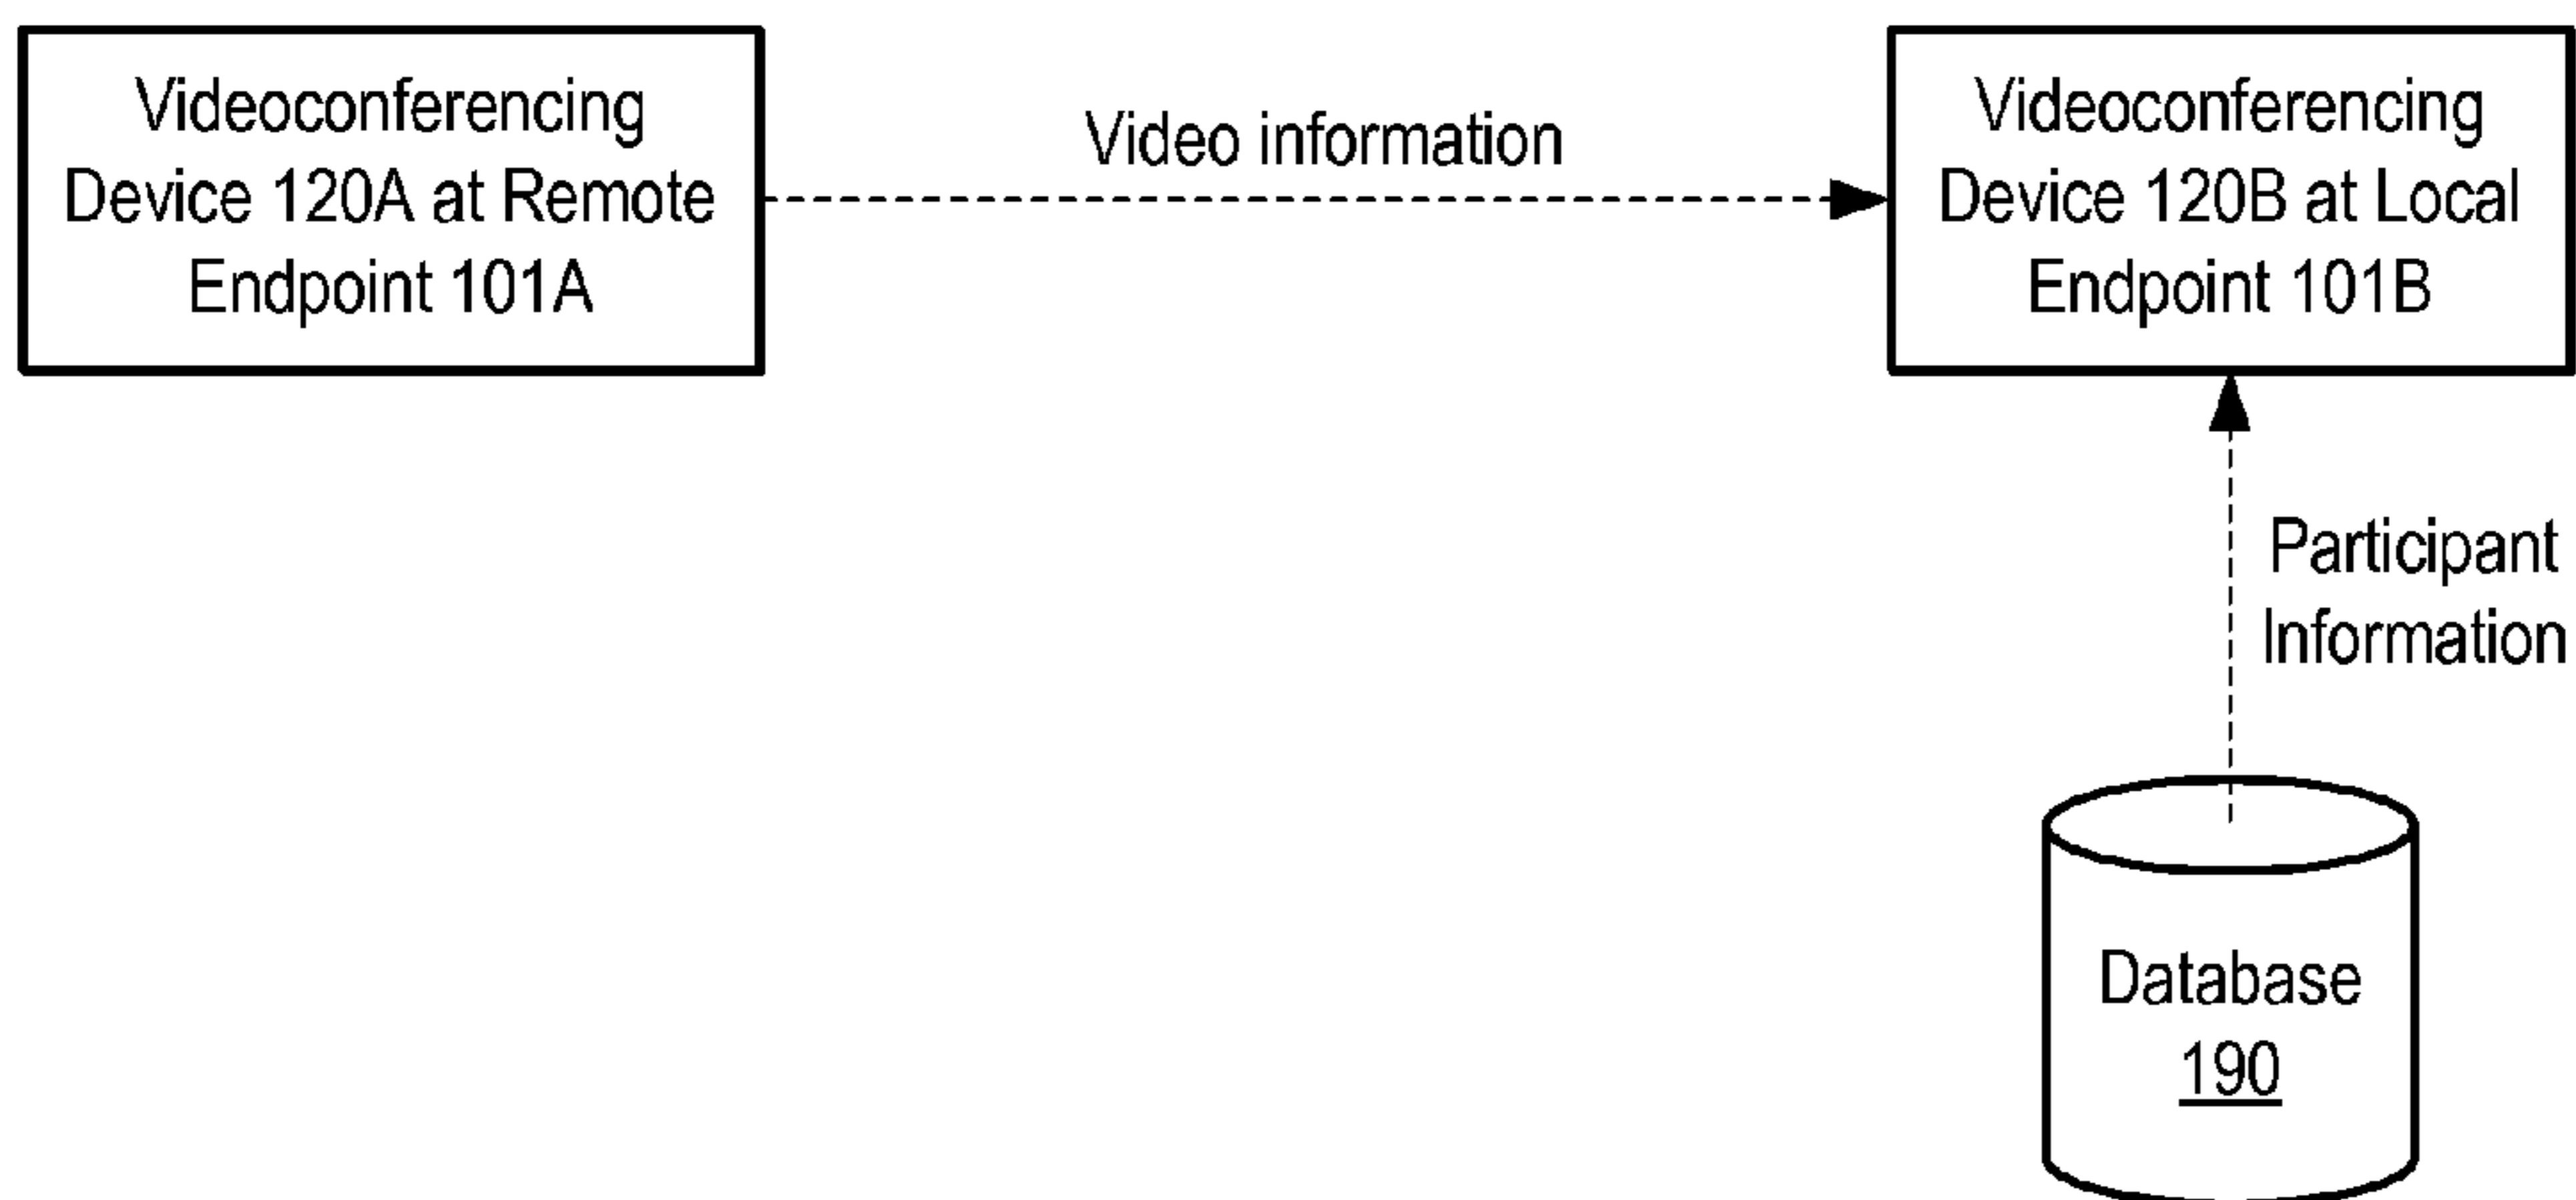 Videoconferencing
Device 120A at Remote
Endpoint 101A
Video information
Videoconferencing
Device 120B at Local
Endpoint 101B
Participant
Information
Database
190